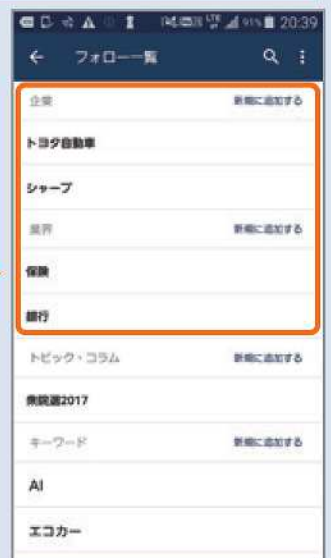 91% 20:39
フォロー一覧
企業 新規に追加する
トヨタ自動車
シャープ
業界 新規に追加する
保険
銀行
トピック・コラム 新規に追加する
衆院選2017
キーワード 新規に追加する
AI
エコカー